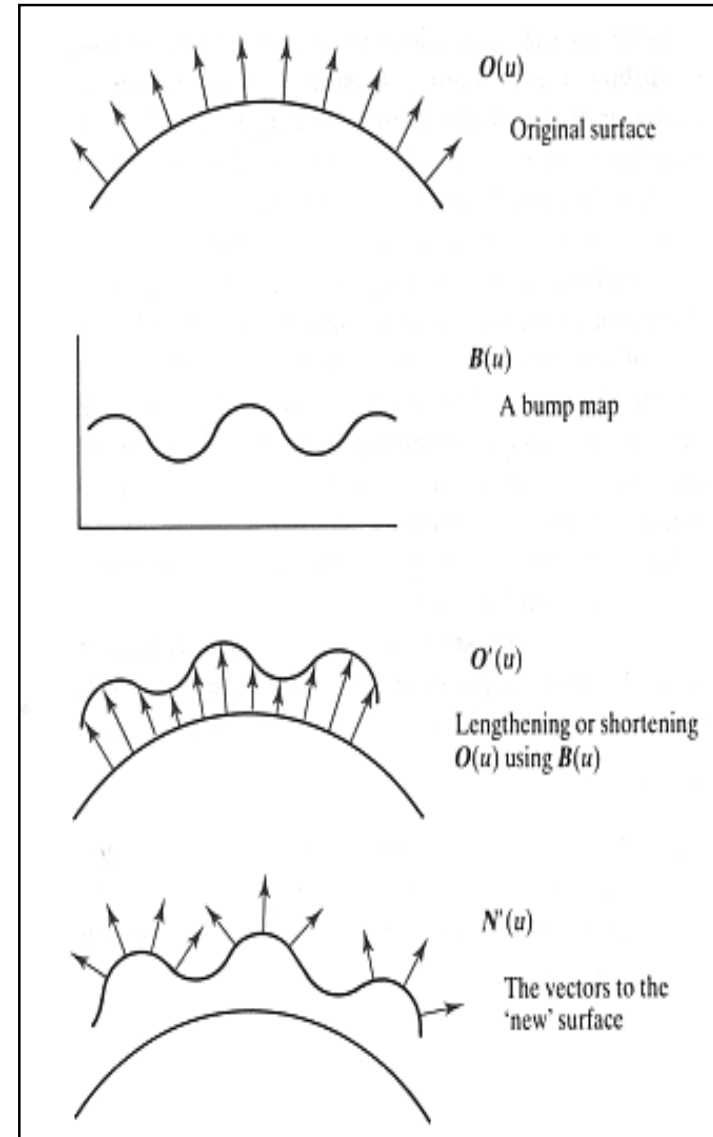 O(u)
Original surface
B(u)
A bump map
O'(u)
Lengthening or shortening
O(u) using B(u)
N'(u)
The vectors to the
'new' surface